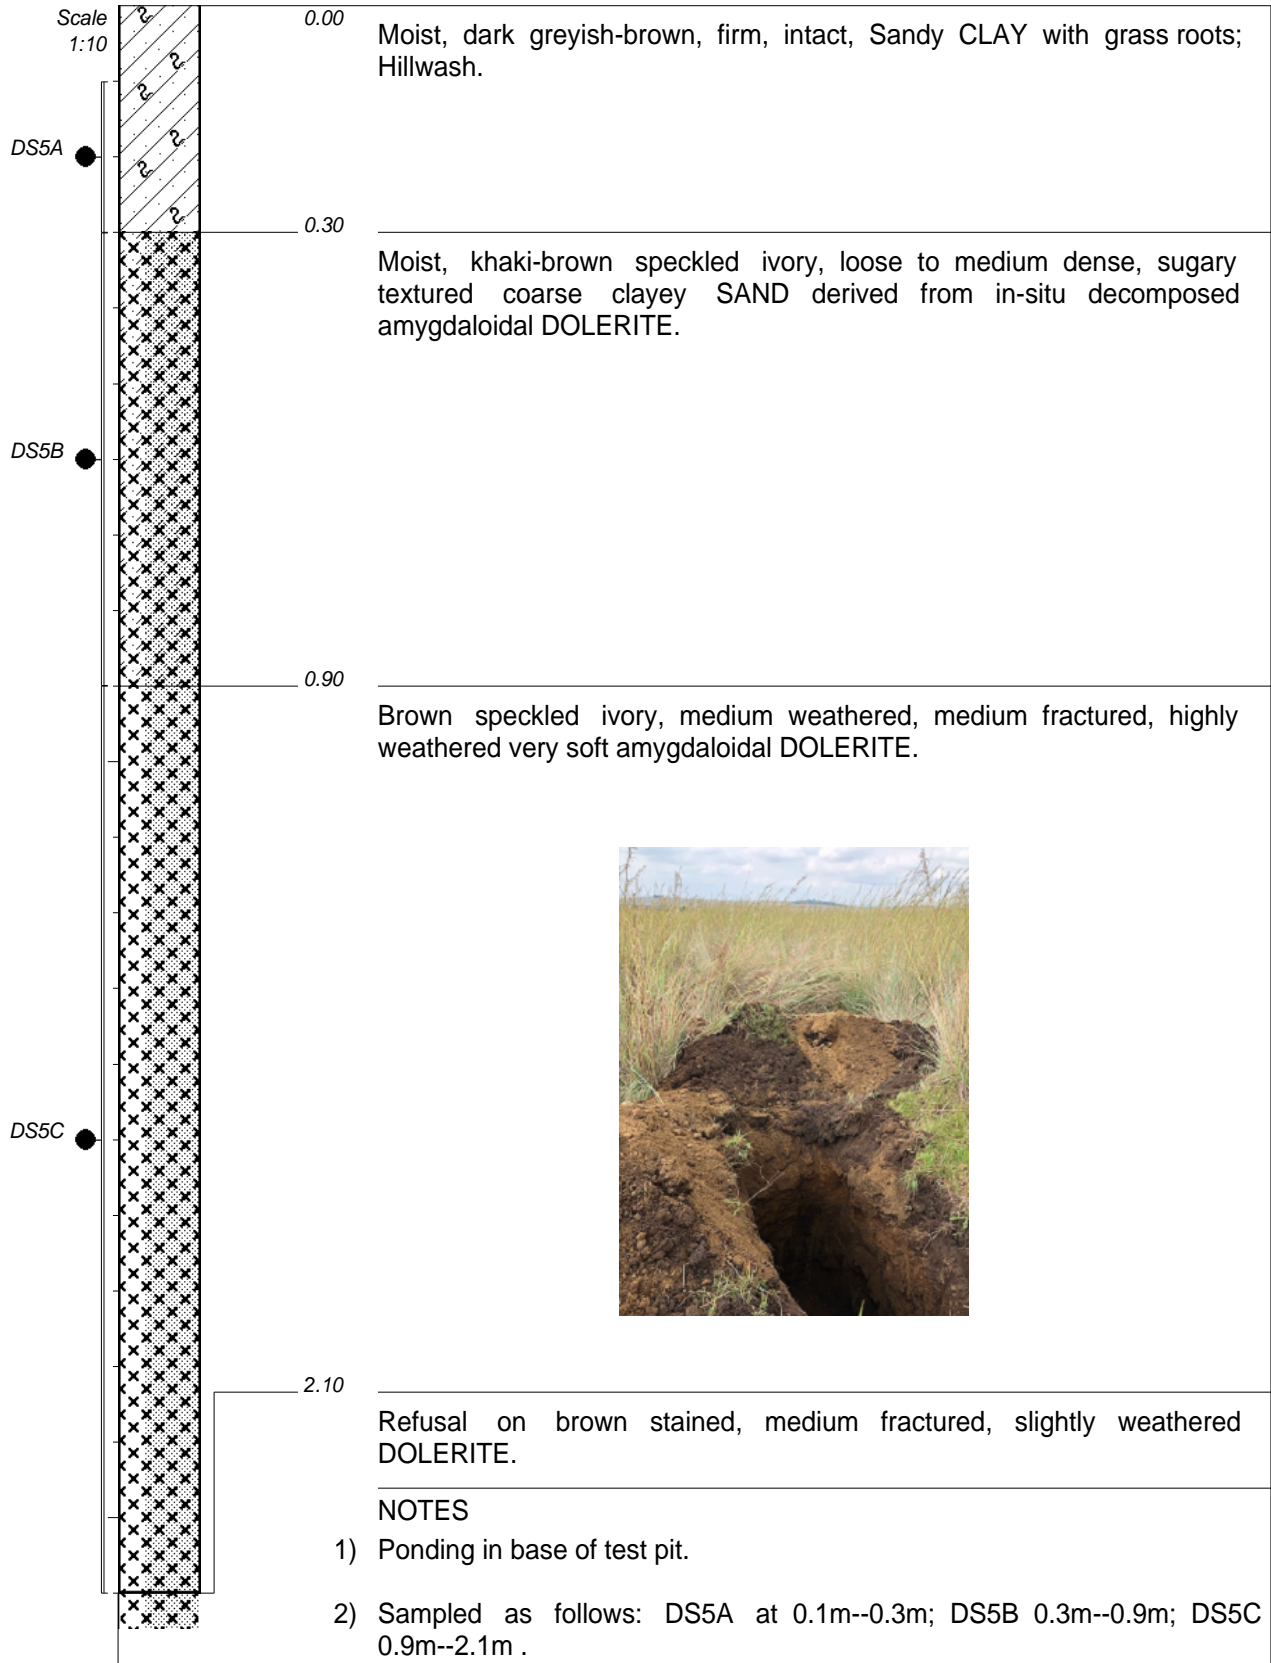 Scale
1:10
0.00
Moist, dark greyish-brown, firm, intact, Sandy CLAY with grass roots;
Hillwash.
DS5A
0.30
Moist, khaki-brown speckled ivory, loose to medium dense, sugary
textured coarse clayey SAND derived from in-situ decomposed
amygdaloidal DOLERITE.
DS5B
0.90
Brown speckled ivory, medium weathered, medium fractured, highly
weathered very soft amygdaloidal DOLERITE.
DS5C
2.10
Refusal on brown stained, medium fractured, slightly weathered
DOLERITE.
NOTES
1) Ponding in base of test pit.
2) Sampled as follows: DS5A at 0.1m--0.3m; DS5B 0.3m--0.9m; DS5C
0.9m--2.1m .